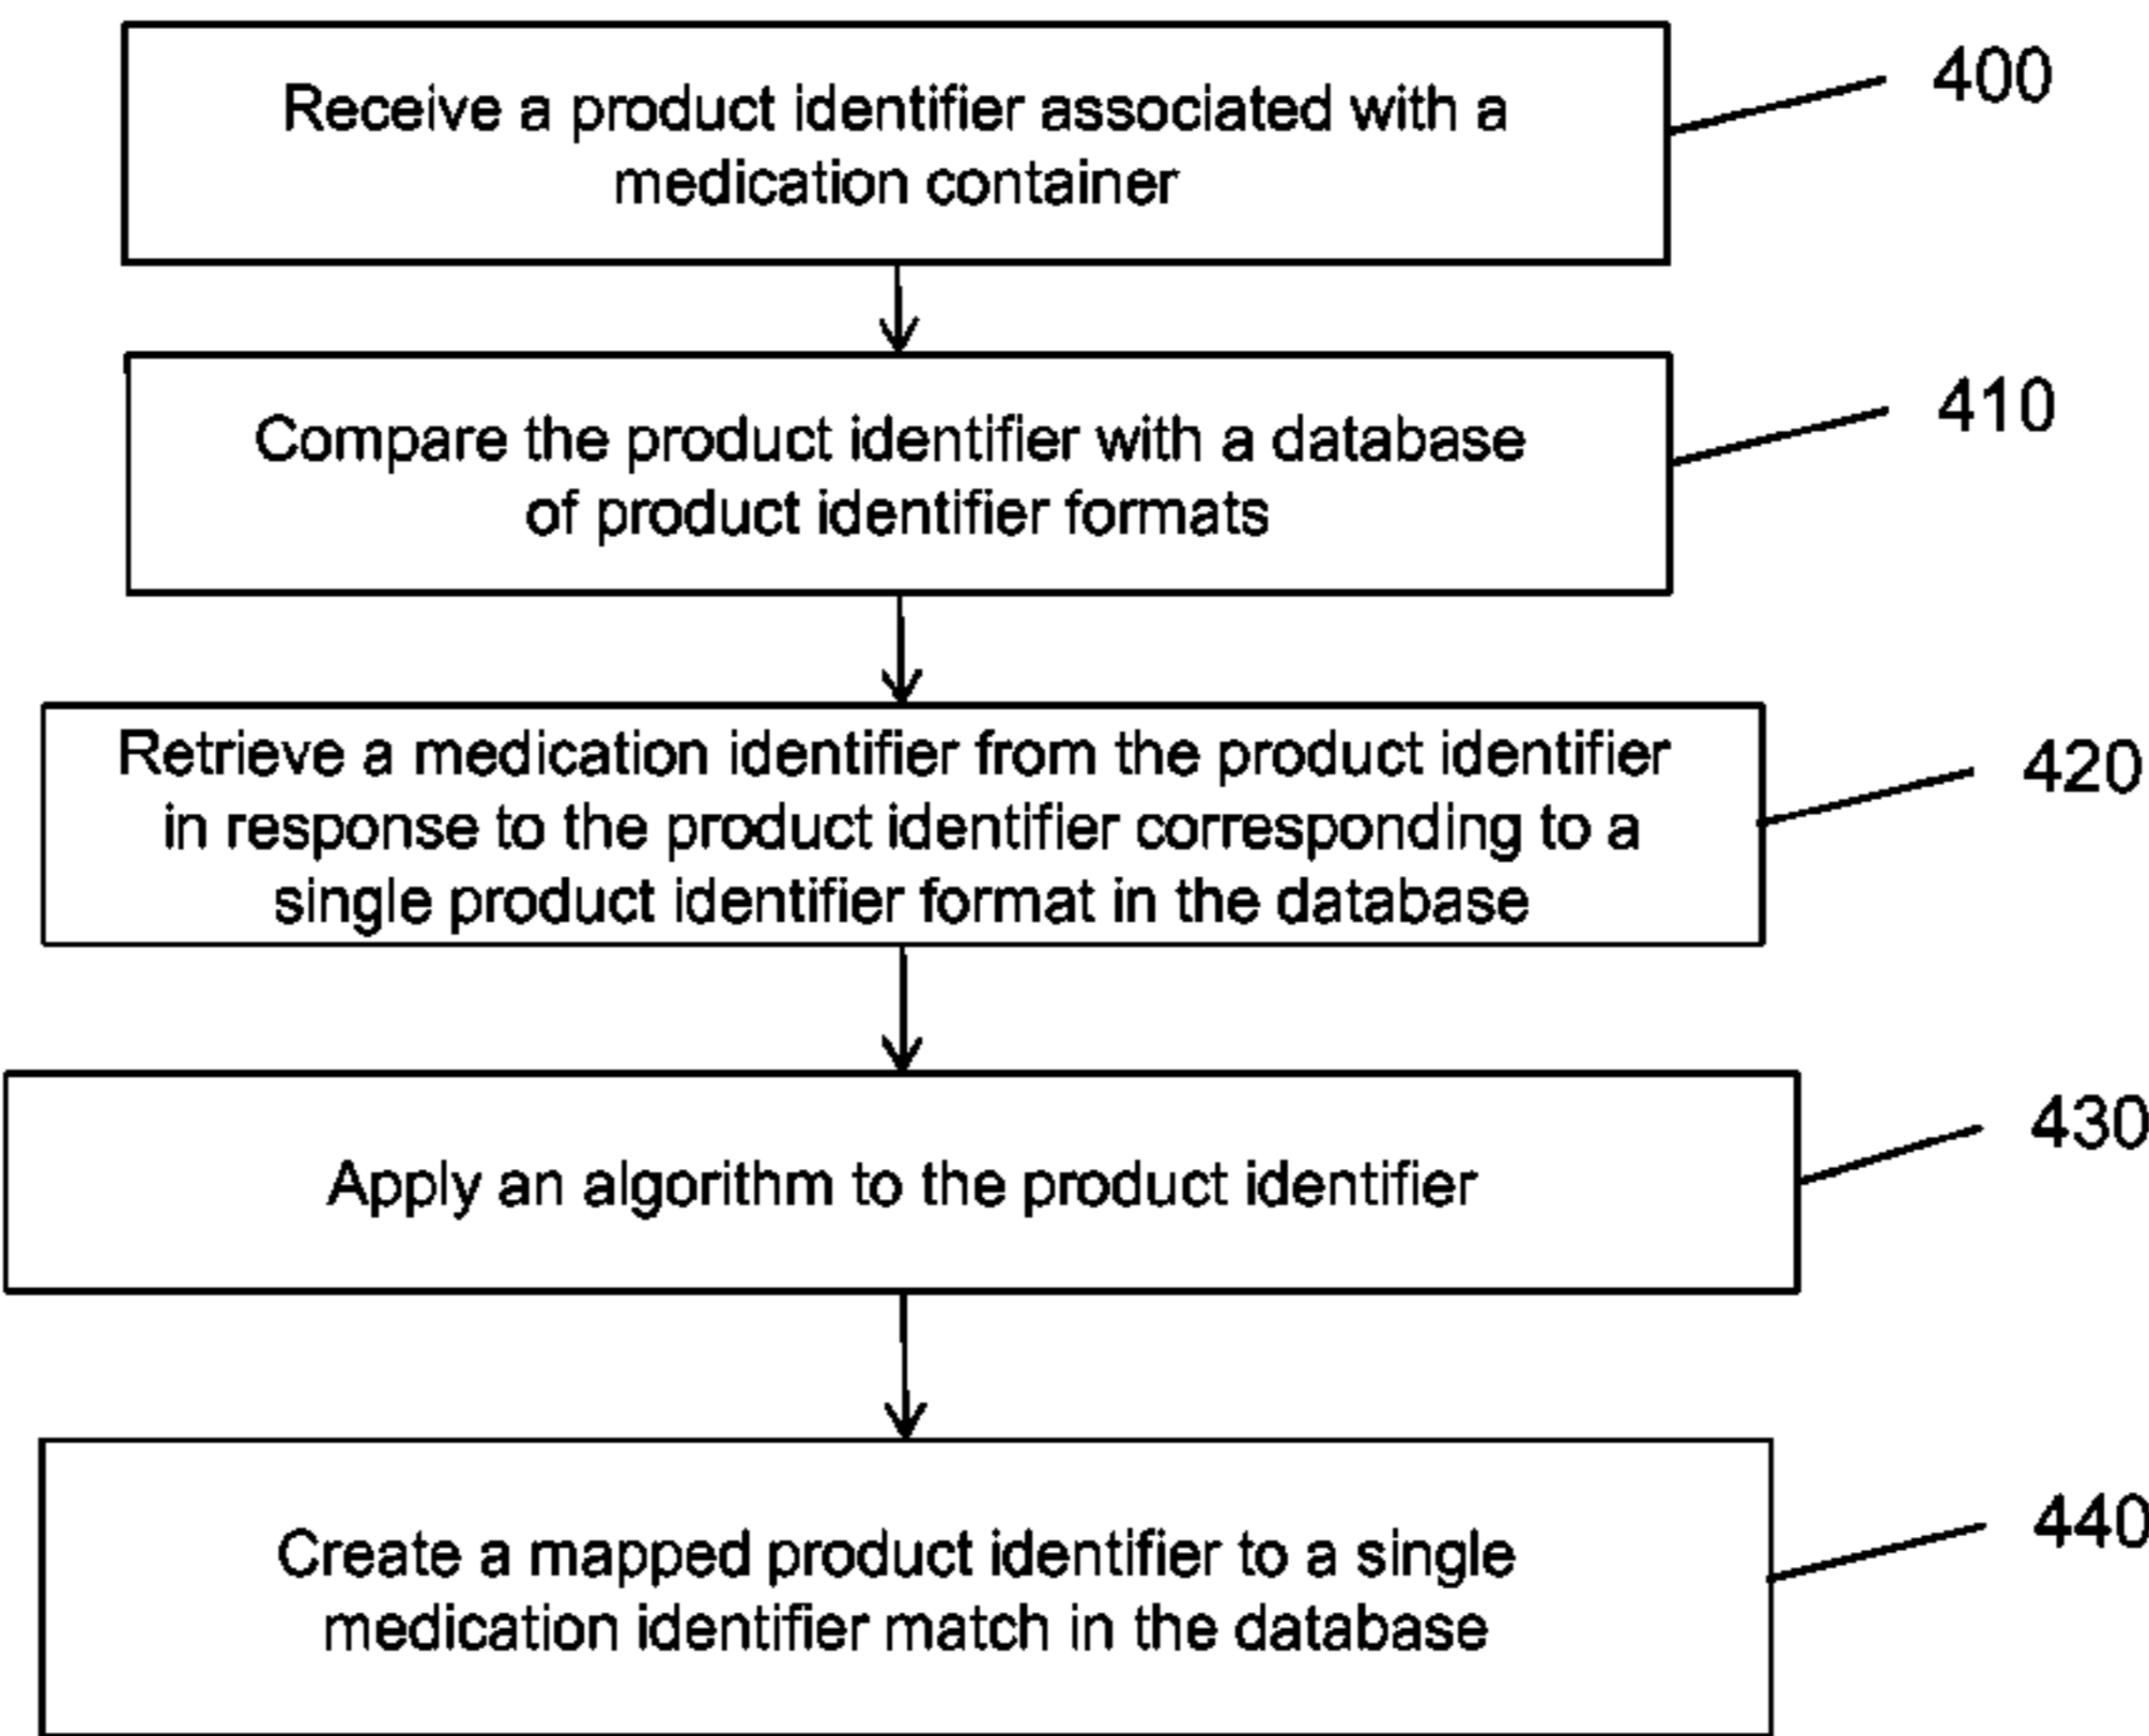 Receive a product identifier associated with a
medication container
400
Compare the product identifier with a database
of product identifier formats
410
Retrieve a medication identifier from the product identifier
in response to the product identifier corresponding to a
single product identifier format in the database
420
Apply an algorithm to the product identifier
430
Create a mapped product identifier to a single
medication identifier match in the database
440